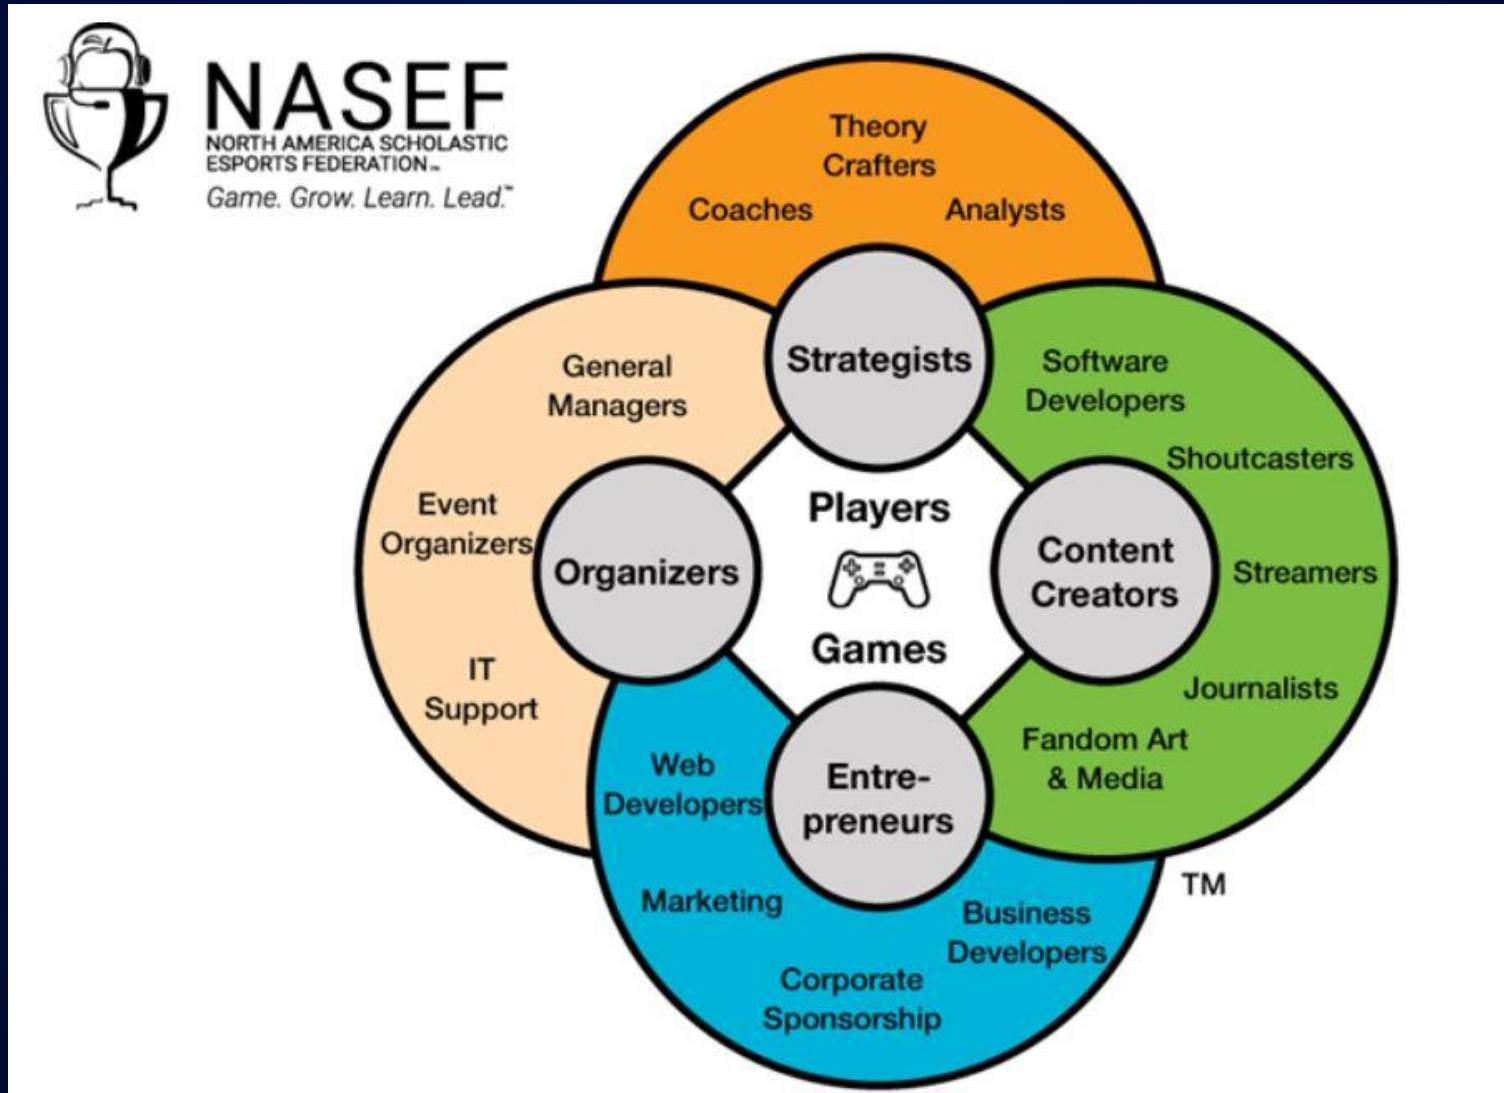 NASEF
NORTH AMERICA SCHOLASTIC
ESPORTS FEDERATION™
Game. Grow. Learn. Lead.™
Theory
Crafters
Coaches
Analysts
Strategists
General
Managers
Event
Organizers
IT
Support
Organizers
Players
Games
Software
Developers
Shoutcasters
Streamers
Journalists
Fandom Art
& Media
Content
Creators
Entre-
preneurs
Web
Developers
Marketing
Corporate
Sponsorship
Business
Developers
TM